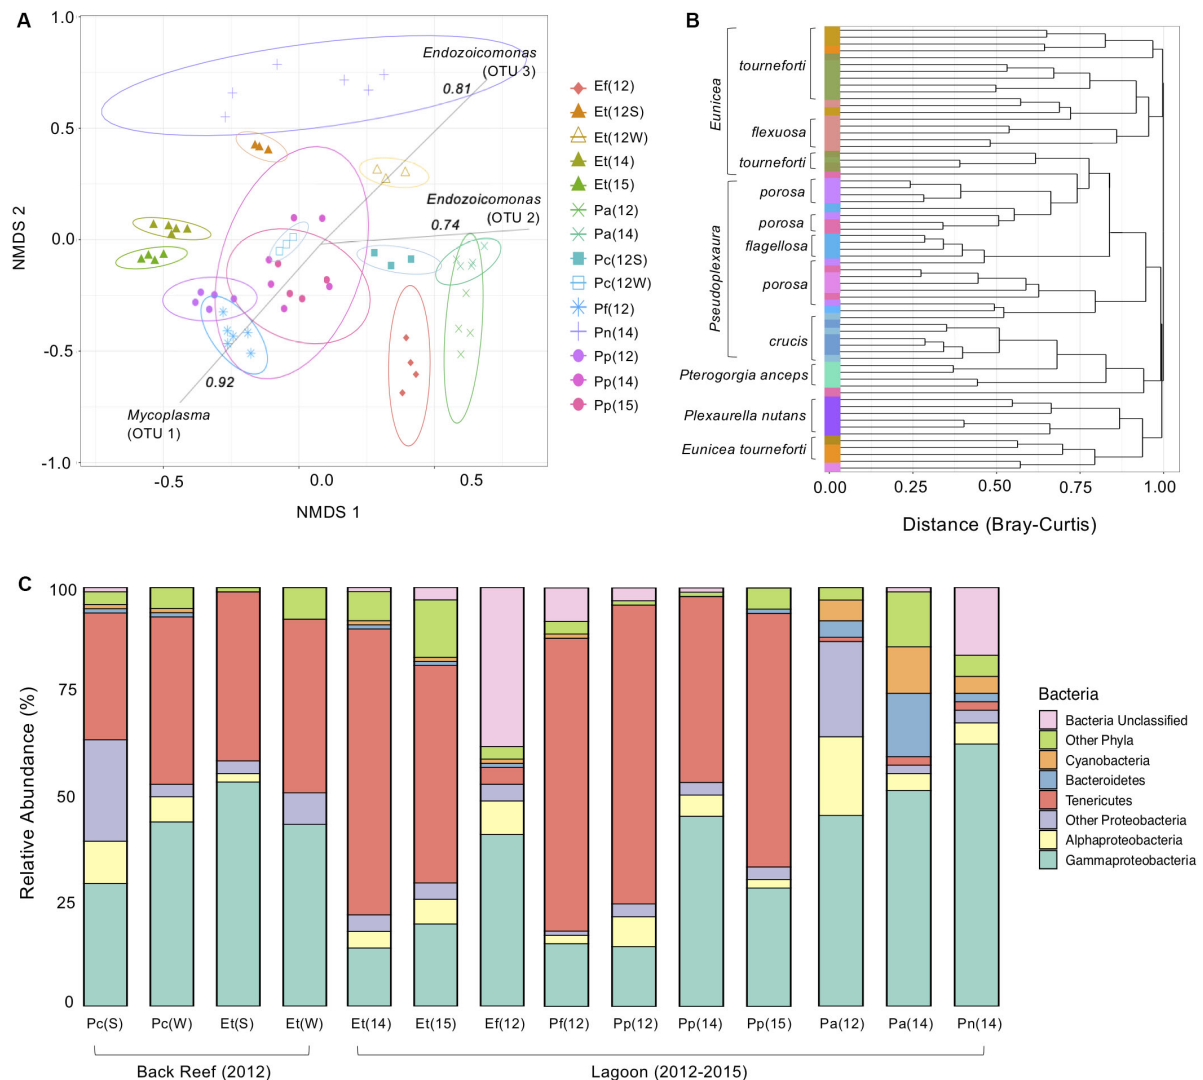 A
1.0
0.5
0.0
-0.5
-1.0
NMDS 2
-0.5
0.0
0.5
NMDS 1
Endozoicomonas
(OTU 3)
0.81
Endozoicomonas
(OTU 2)
0.74
0.92
Mycoplasma
(OTU 1)
Ef(12)
Et(12S)
Et(12W)
Et(14)
Et(15)
Pa(12)
Pa(14)
Pc(12S)
Pc(12W)
Pf(12)
Pn(14)
Pp(12)
Pp(14)
Pp(15)
B
Eunicea
tourneforti
flexuosa
tourneforti
Pseudoplexaura
porosa
porosa
flagellosa
porosa
crucis
Pterogorgia anceps
Plexaurella nutans
Eunicea tourneforti
0.00
0.25
0.50
0.75
1.00
Distance (Bray-Curtis)
C
100
75
50
25
0
Relative Abundance (%)
Pc(S)
Pc(W)
Et(S)
Et(W)
Et(14)
Et(15)
Ef(12)
Pf(12)
Pp(12)
Pp(14)
Pp(15)
Pa(12)
Pa(14)
Pn(14)
Back Reef (2012)
Lagoon (2012-2015)
Bacteria
Bacteria Unclassified
Other Phyla
Cyanobacteria
Bacteroidetes
Tenericutes
Other Proteobacteria
Alphaproteobacteria
Gammaproteobacteria